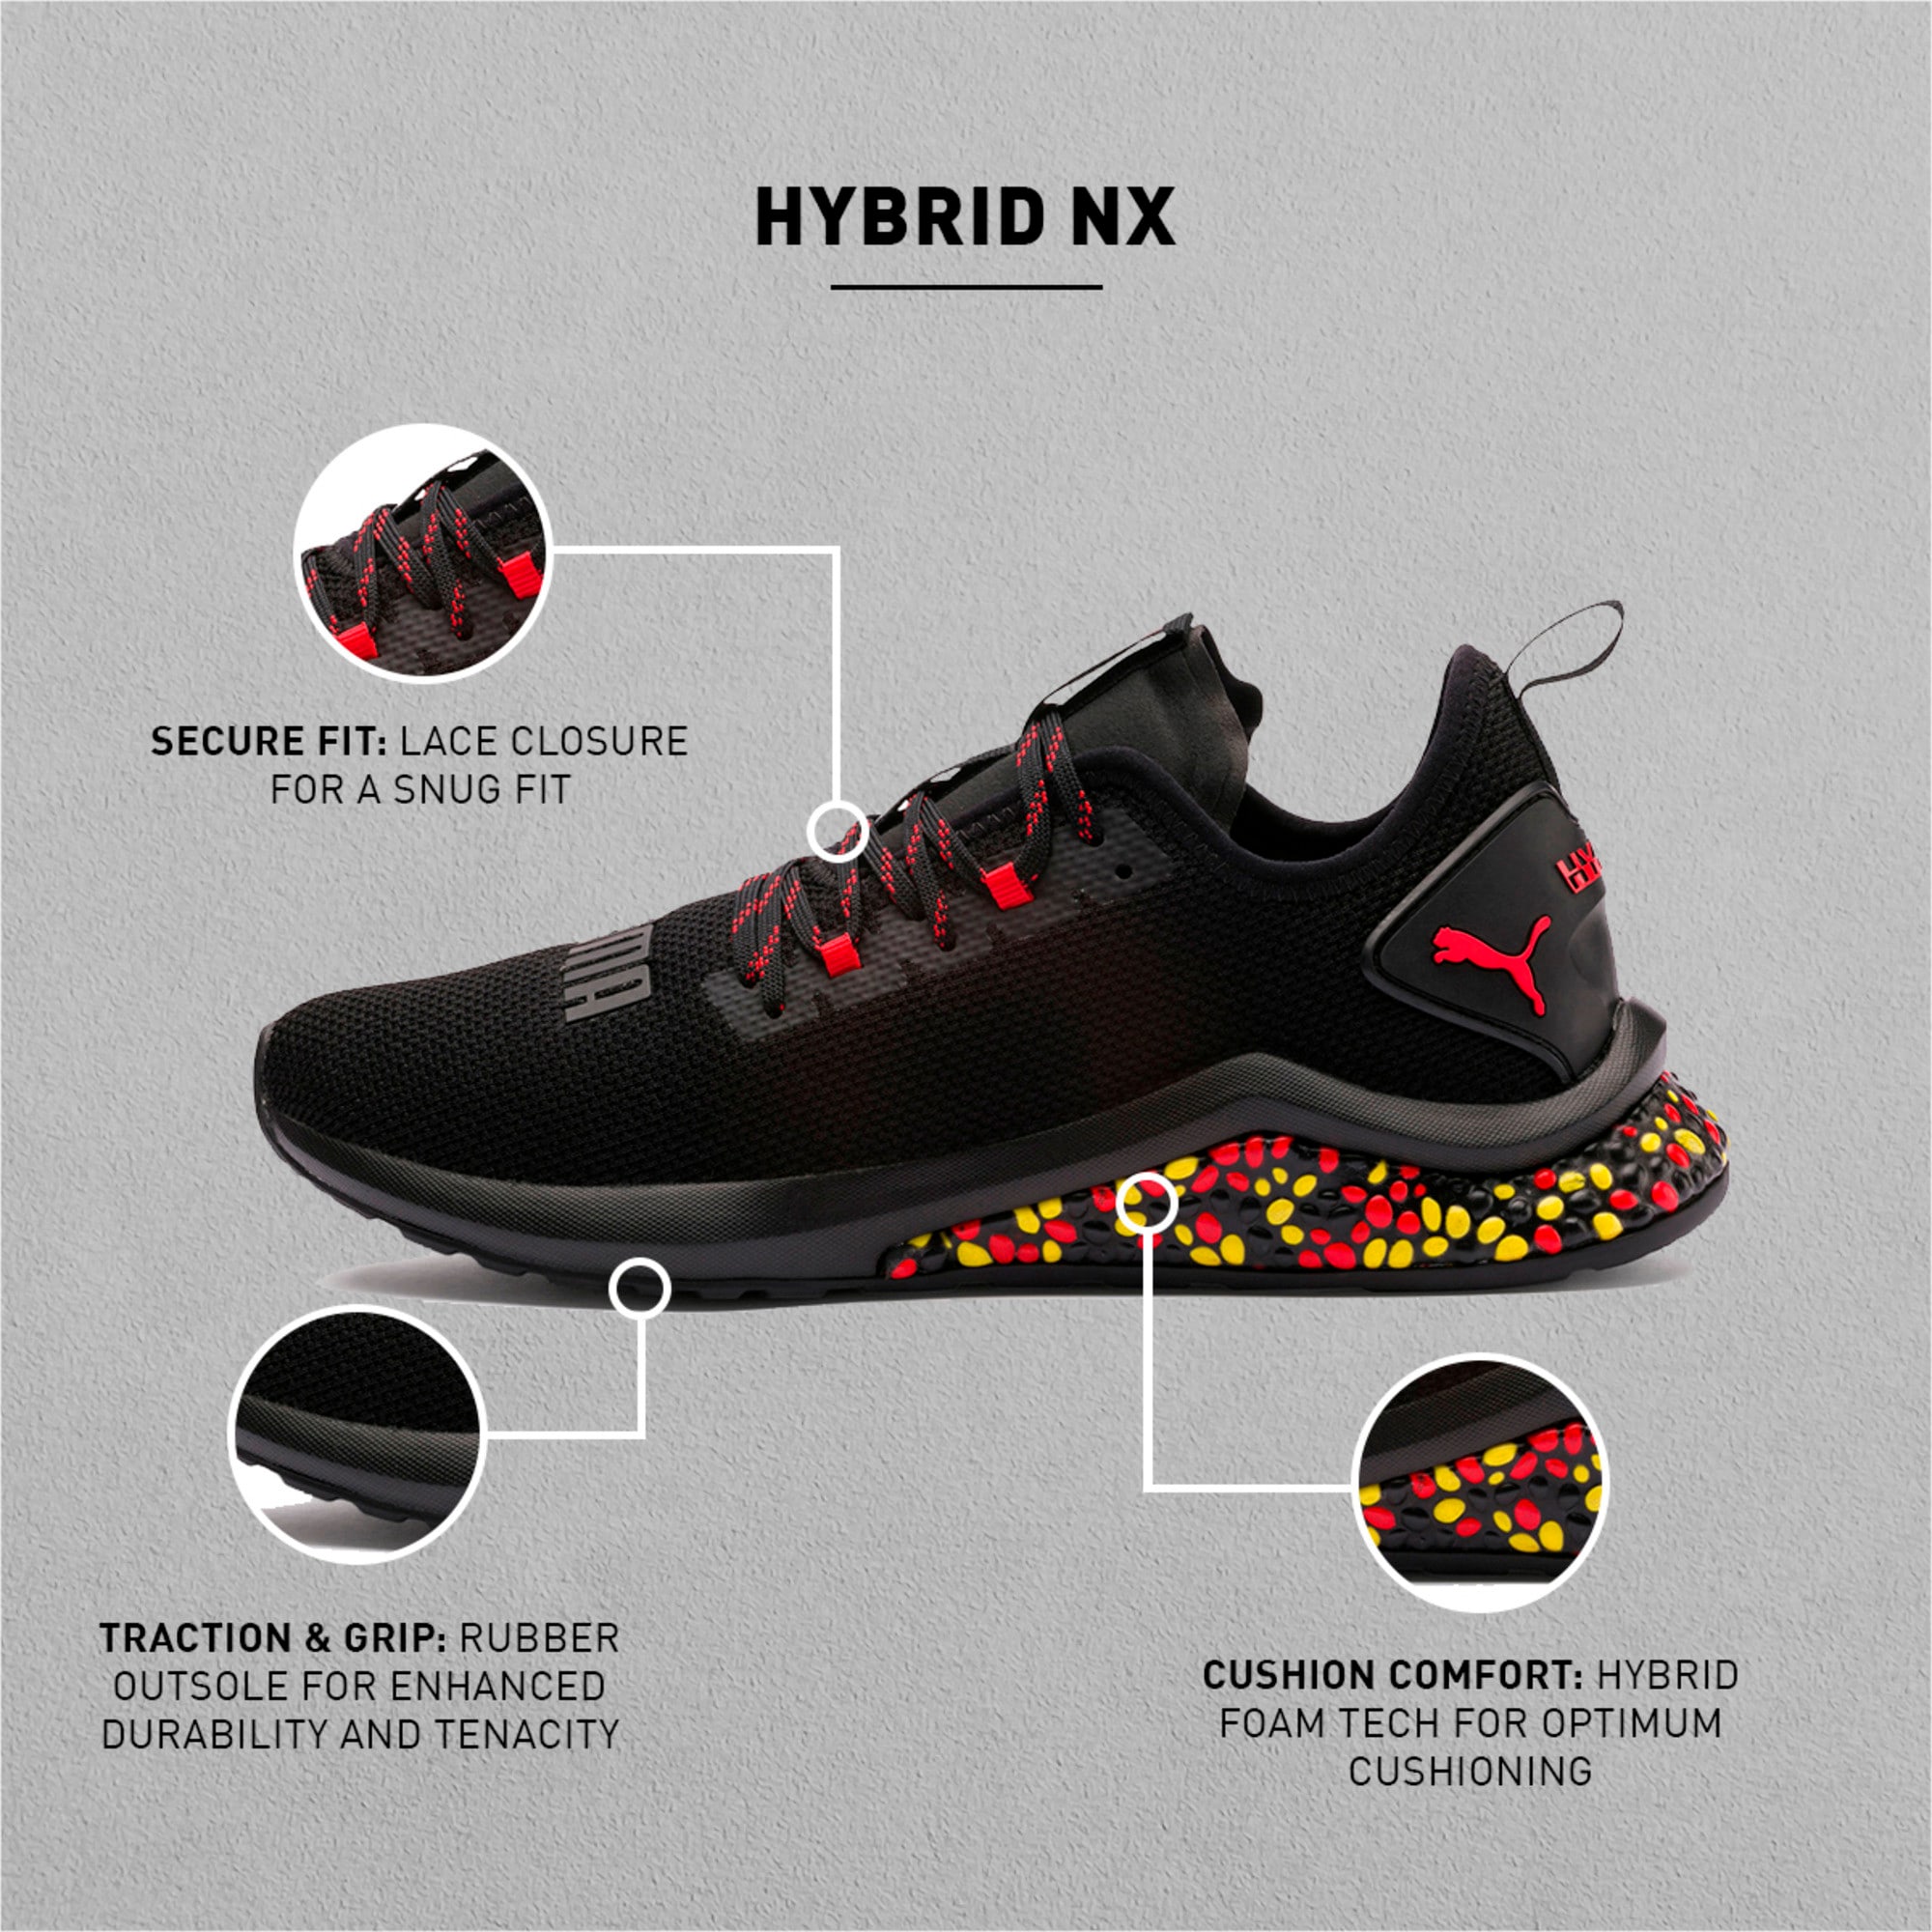 HYBRID NX
SECURE FIT: LACE CLOSURE
FOR A SNUG FIT
TRACTION & GRIP: RUBBER
OUTSOLE FOR ENHANCED
DURABILITY AND TENACITY
CUSHION COMFORT: HYBRID
FOAM TECH FOR OPTIMUM
CUSHIONING